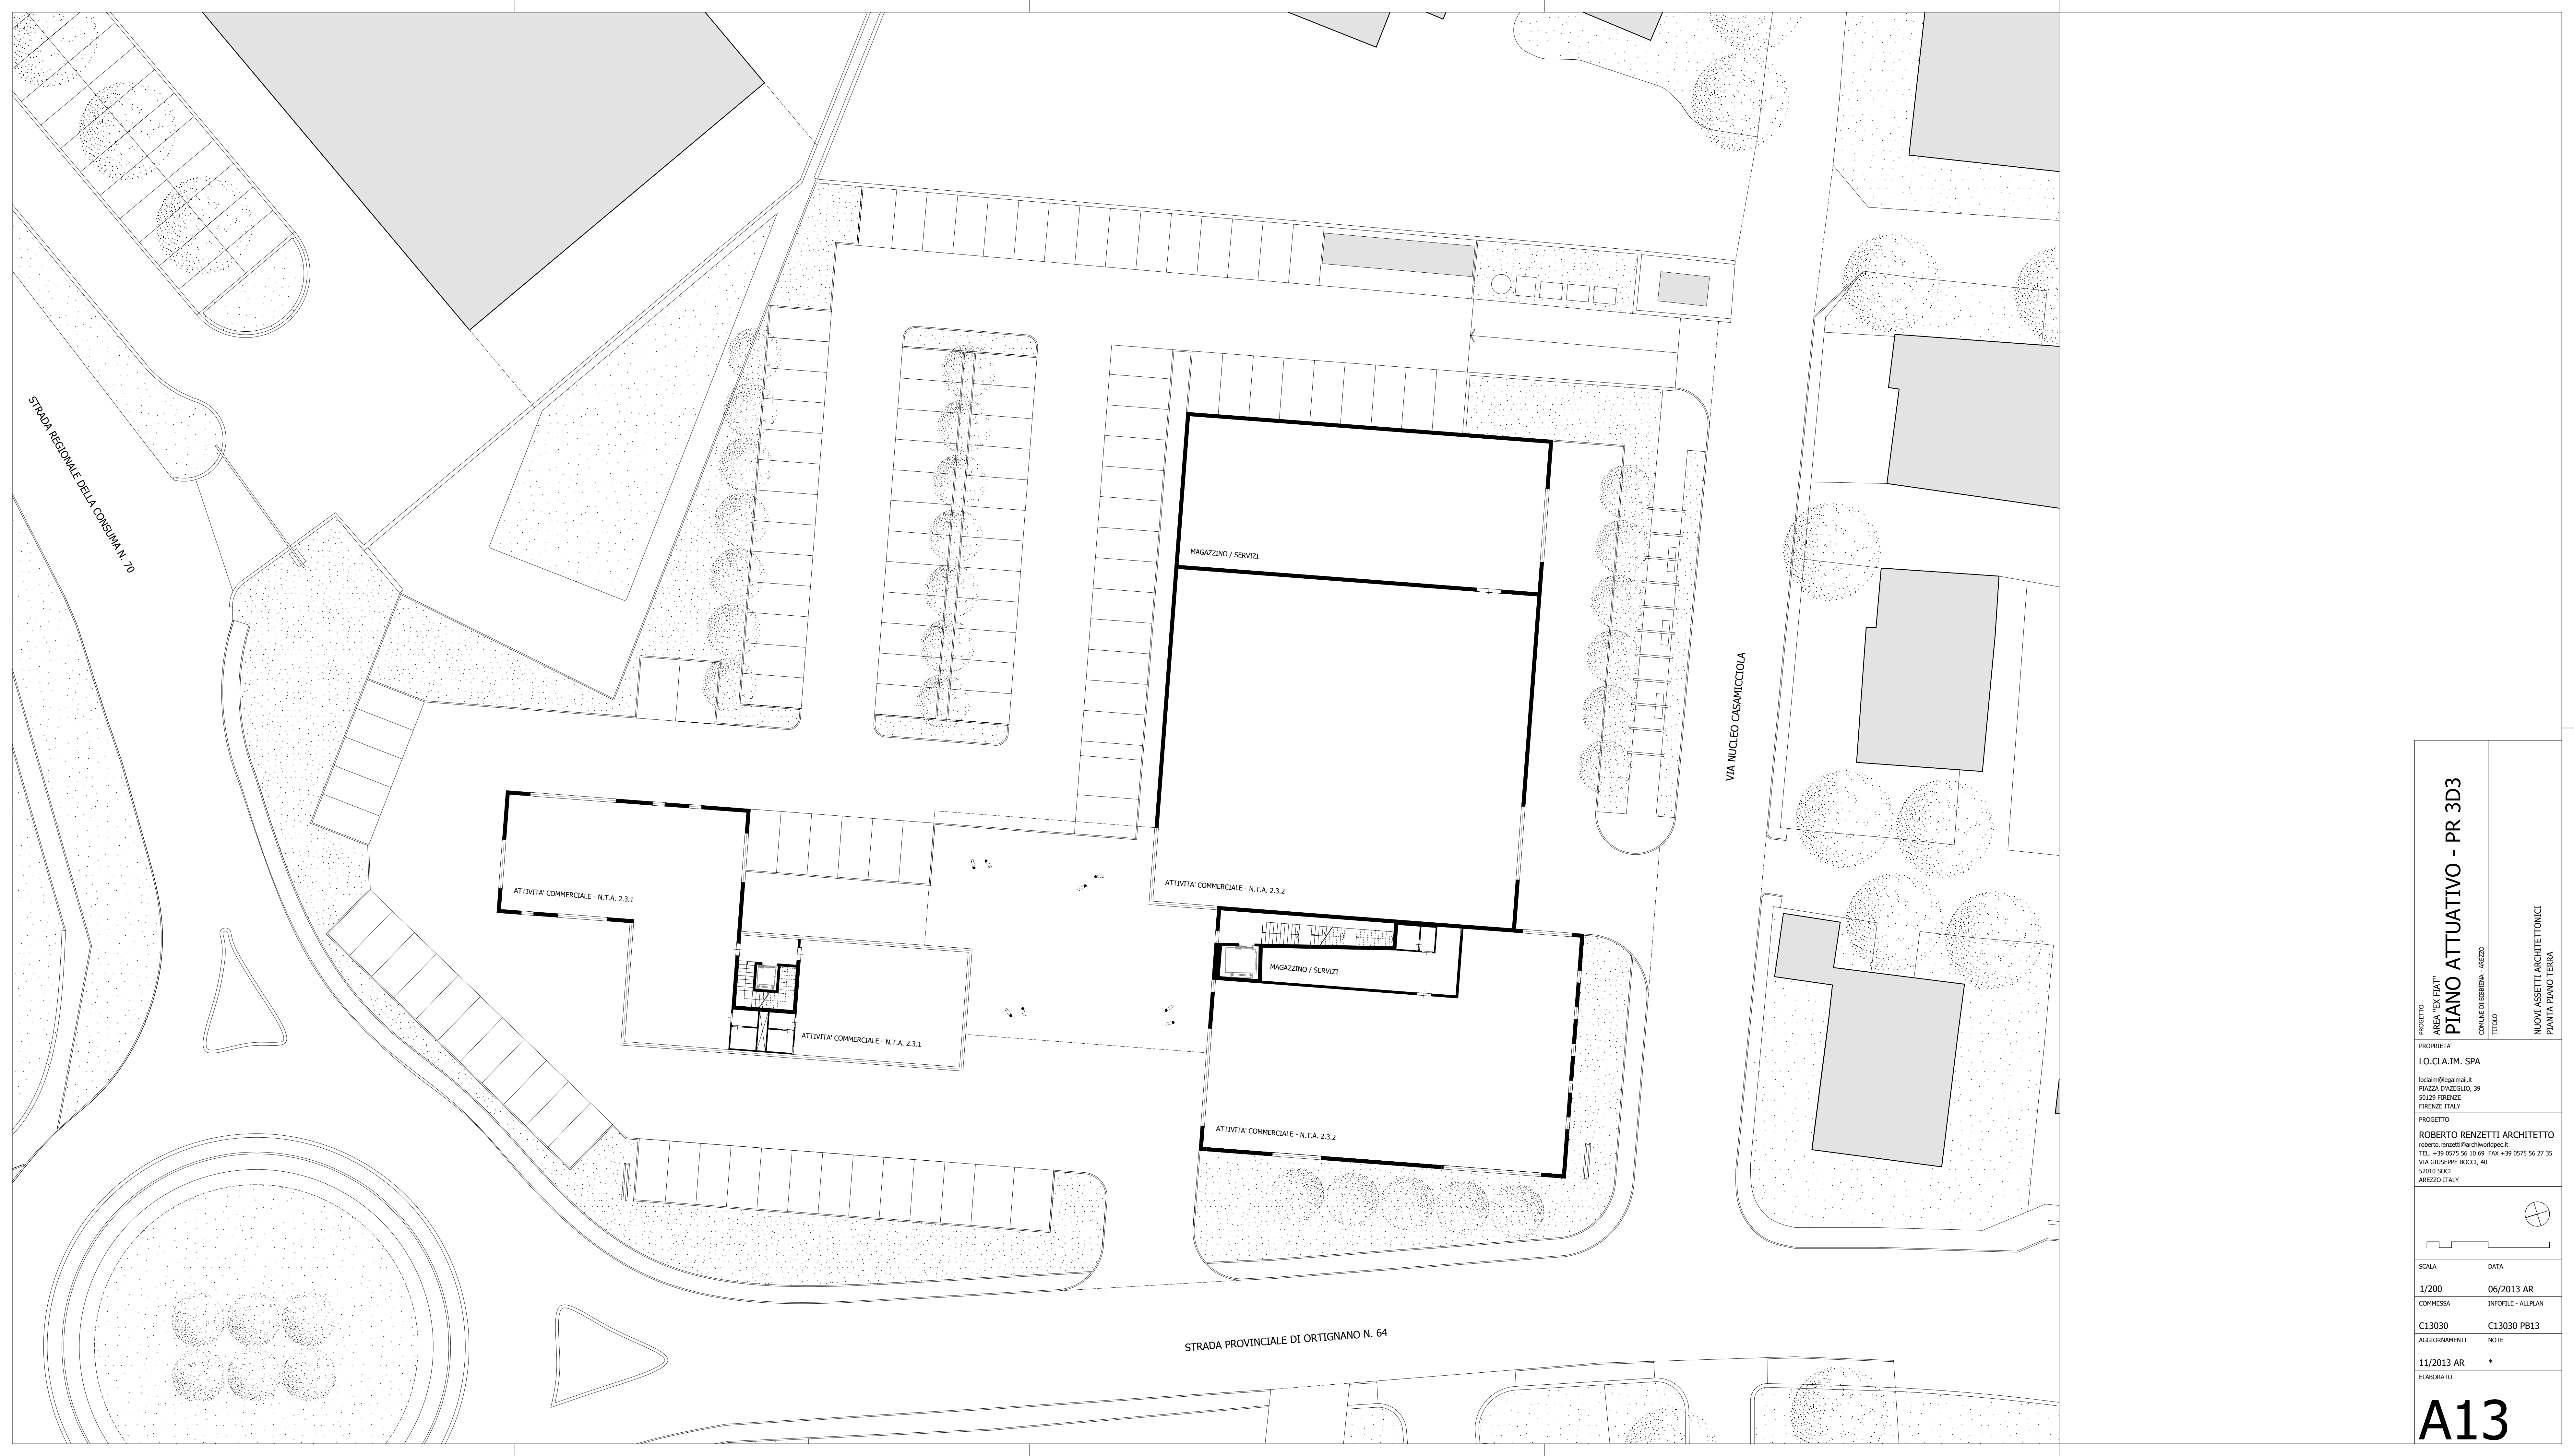 STRADA REGIONALE DELLA CONSUMA N. 70
MAGAZZINO / SERVIZI
VIA NUCLEO CASAMICCIOLA
ATTIVITA' COMMERCIALE - N.T.A. 2.3.1
ATTIVITA' COMMERCIALE - N.T.A. 2.3.2
MAGAZZINO / SERVIZI
ATTIVITA' COMMERCIALE - N.T.A. 2.3.1
ATTIVITA' COMMERCIALE - N.T.A. 2.3.2
STRADA PROVINCIALE DI ORTIGNANO N. 64
PROGETTO
AREA "EX FIAT"
PIANO ATTUATIVO - PR 3D3
COMUNE DI BIBBIENA - AREZZO
TITOLO
NUOVI ASSETTI ARCHITETTONICI
PIANTA PIANO TERRA
PROPRIETA'
LO.CLA.IM. SPA
loclaim@legalmail.it
PIAZZA D'AZEGLIO, 39
50129 FIRENZE
FIRENZE ITALY
PROGETTO
ROBERTO RENZETTI ARCHITETTO
roberto.renzetti@archiworldpec.it
TEL. +39 0575 56 10 69 FAX +39 0575 56 27 35
VIA GIUSEPPE BOCCI, 40
52010 SOCI
AREZZO ITALY
SCALA DATA
1/200 06/2013 AR
COMMESSA INFOFILE - ALLPLAN
C13030 C13030 PB13
AGGIORNAMENTI NOTE
11/2013 AR *
ELABORATO
A13